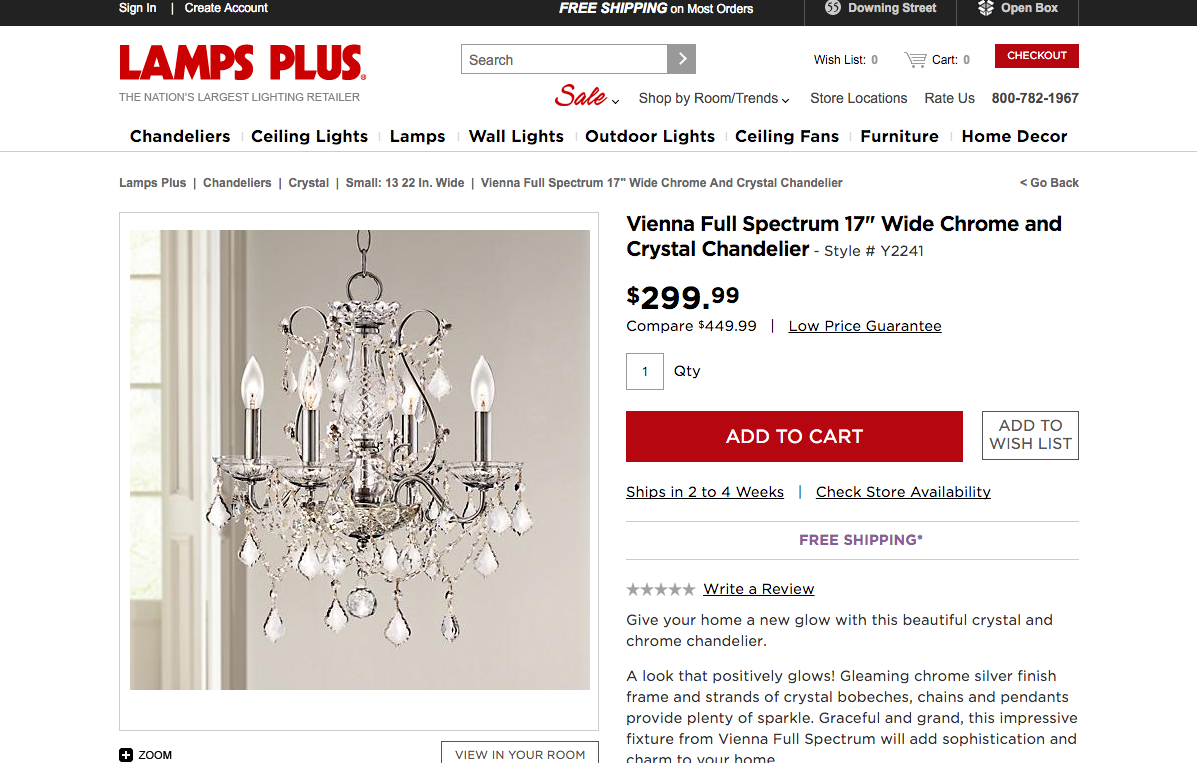 Sign In | Create Account
FREE SHIPPING on Most Orders
55 Downing Street
Open Box
LAMPS PLUS®
THE NATION'S LARGEST LIGHTING RETAILER
Search
Wish List: 0
Cart: 0
CHECKOUT
Sale
Shop by Room/Trends
Store Locations
Rate Us
800-782-1967
Chandeliers | Ceiling Lights | Lamps | Wall Lights | Outdoor Lights | Ceiling Fans | Furniture | Home Decor
Lamps Plus | Chandeliers | Crystal | Small: 13 22 In. Wide | Vienna Full Spectrum 17" Wide Chrome And Crystal Chandelier
< Go Back
Vienna Full Spectrum 17" Wide Chrome and
Crystal Chandelier - Style # Y2241
$299.99
Compare $449.99 | Low Price Guarantee
1 Qty
ADD TO CART
ADD TO
WISH LIST
Ships in 2 to 4 Weeks | Check Store Availability
FREE SHIPPING*
Write a Review
Give your home a new glow with this beautiful crystal and
chrome chandelier.
A look that positively glows! Gleaming chrome silver finish
frame and strands of crystal bobeches, chains and pendants
provide plenty of sparkle. Graceful and grand, this impressive
fixture from Vienna Full Spectrum will add sophistication and
charm to your home.
ZOOM
VIEW IN YOUR ROOM